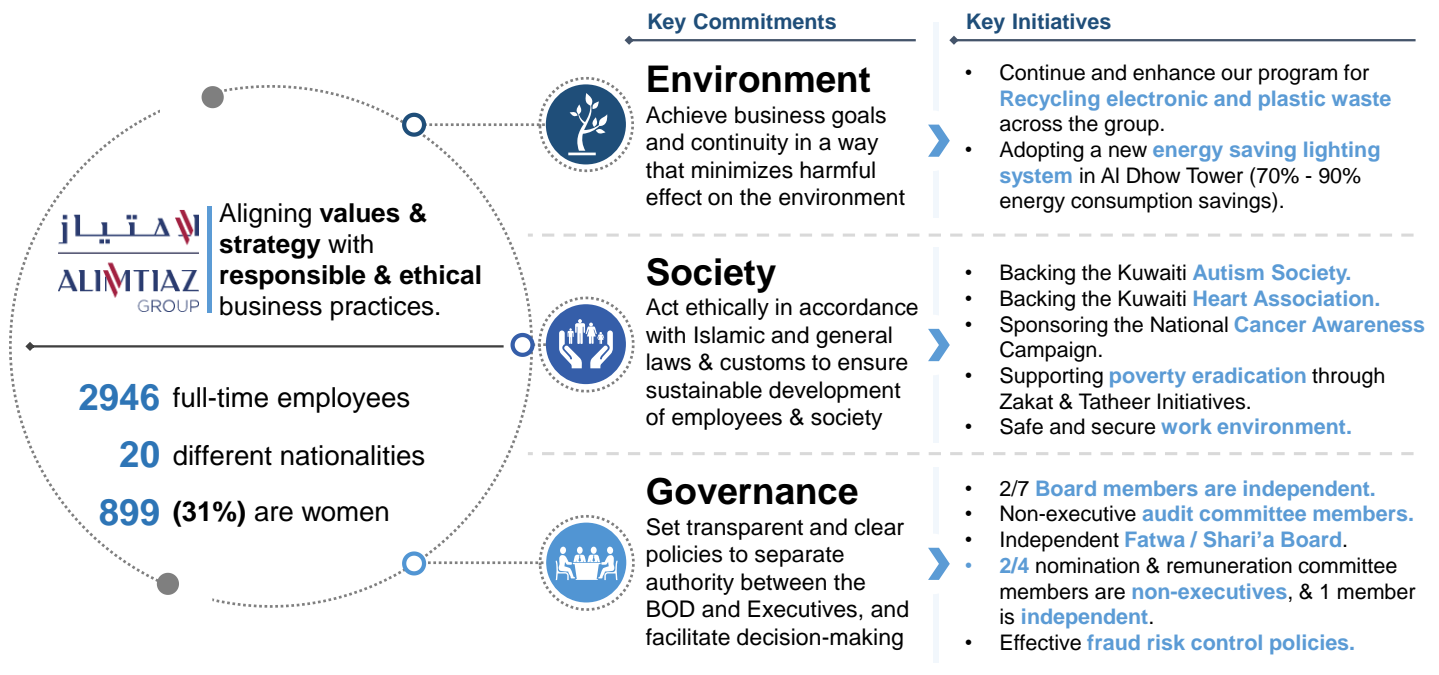 الامتياز
ALIMTIAZ
GROUP
Aligning values &
strategy with
responsible & ethical
business practices.
2946 full-time employees
20 different nationalities
899 (31%) are women
Key Commitments
Environment
Achieve business goals
and continuity in a way
that minimizes harmful
effect on the environment
Society
Act ethically in accordance
with Islamic and general
laws & customs to ensure
sustainable development
of employees & society
Governance
Set transparent and clear
policies to separate
authority between the
BOD and Executives, and
facilitate decision-making
Key Initiatives
• Continue and enhance our program for
Recycling electronic and plastic waste
across the group.
• Adopting a new energy saving lighting
system in Al Dhow Tower (70% - 90%
energy consumption savings).
• Backing the Kuwaiti Autism Society.
• Backing the Kuwaiti Heart Association.
• Sponsoring the National Cancer Awareness
Campaign.
• Supporting poverty eradication through
Zakat & Tatheer Initiatives.
• Safe and secure work environment.
• 2/7 Board members are independent.
• Non-executive audit committee members.
• Independent Fatwa / Shari’a Board.
• 2/4 nomination & remuneration committee
members are non-executives, & 1 member
is independent.
• Effective fraud risk control policies.